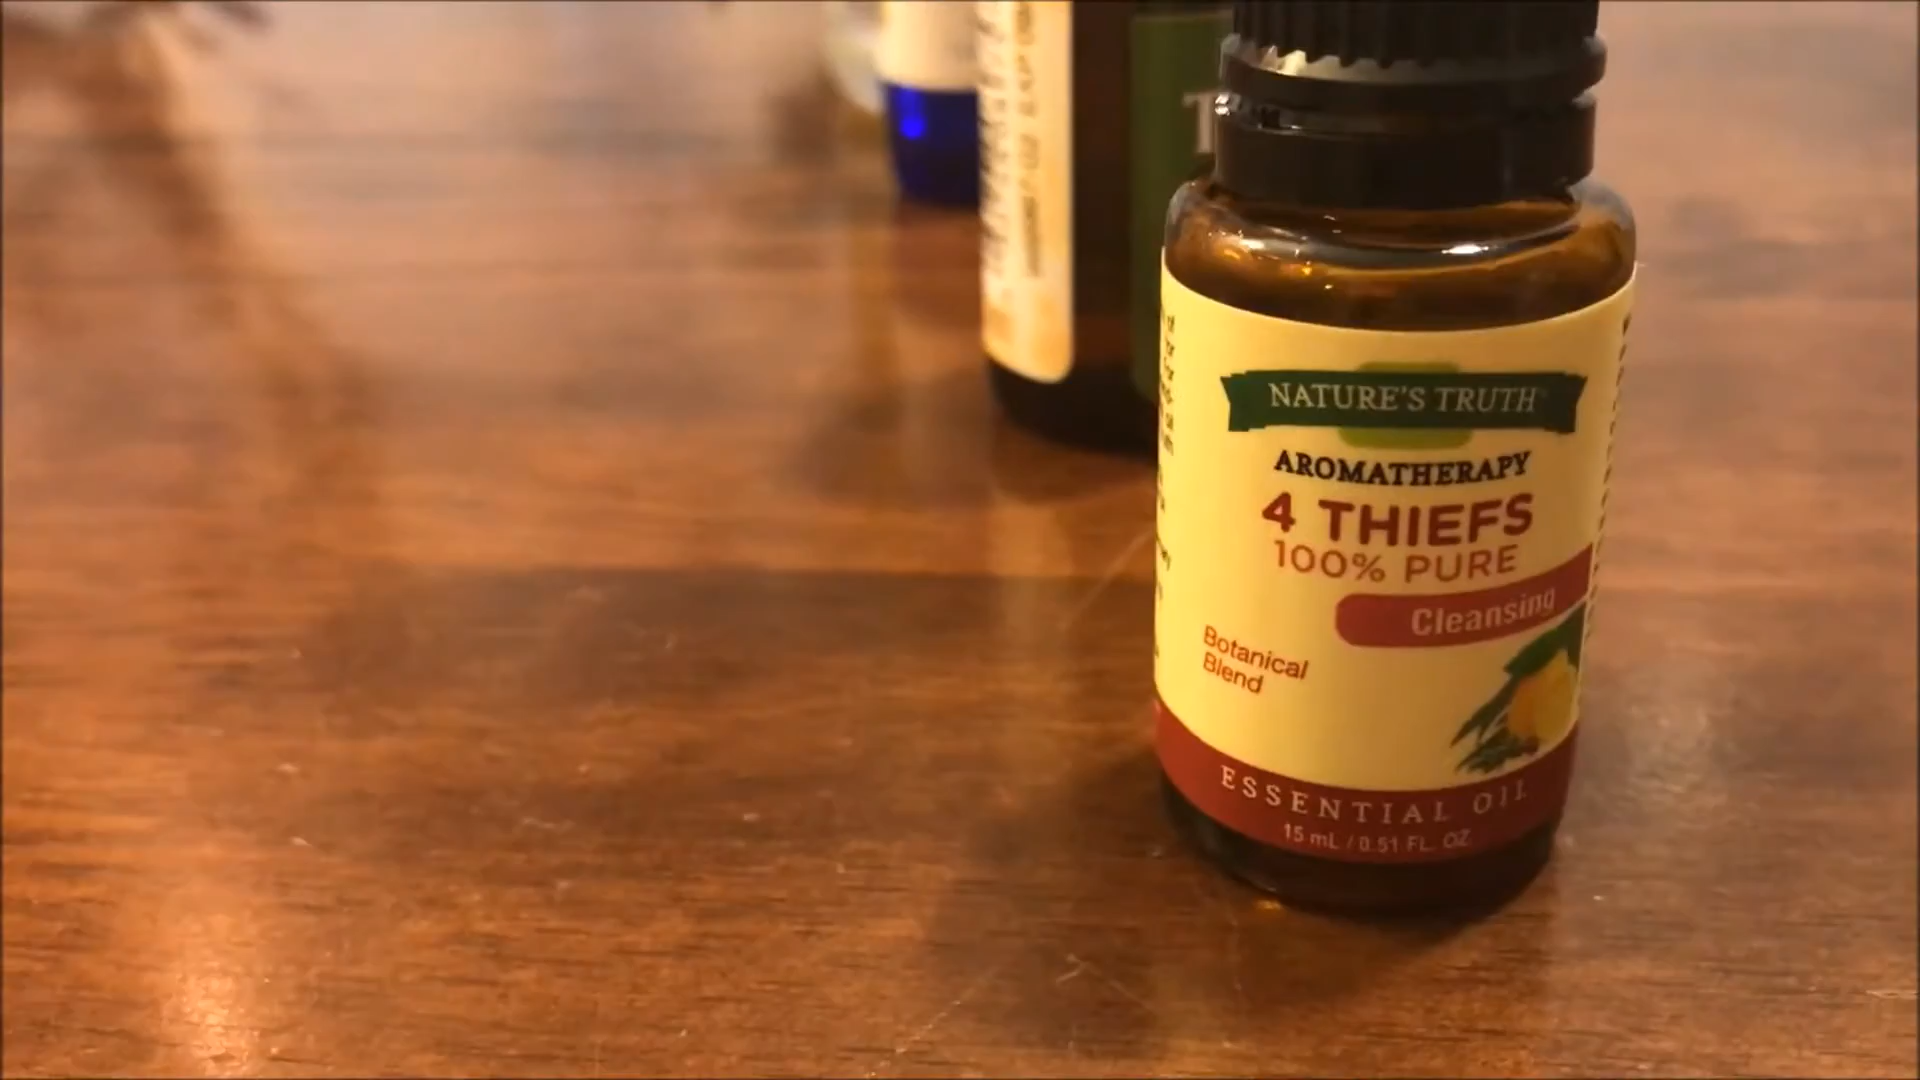 NATURE'S TRUTH
AROMATHERAPY
4 THIEFS
100% PURE
Cleansing
Botanical
Blend
ESSENTIAL OIL
15 mL / 0.51 FL. OZ